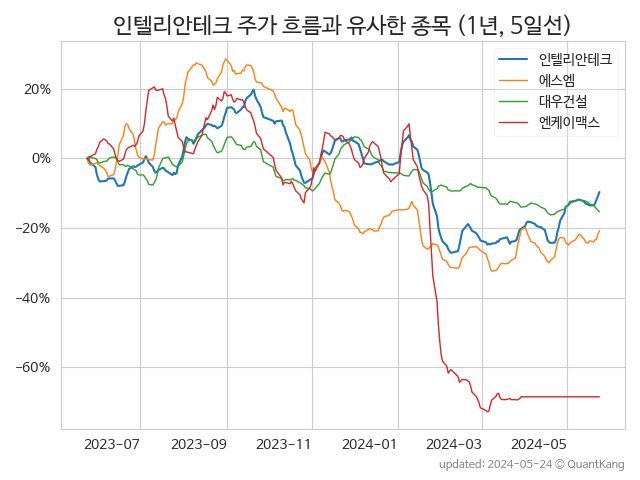 인텔리안테크 주가 흐름과 유사한 종목 (1년, 5일선)
인텔리안테크
에스엠
대우건설
엔케이맥스
20%
0%
−20%
−40%
−60%
2023-07
2023-09
2023-11
2024-01
2024-03
2024-05
updated: 2024-05-24 © QuantKang